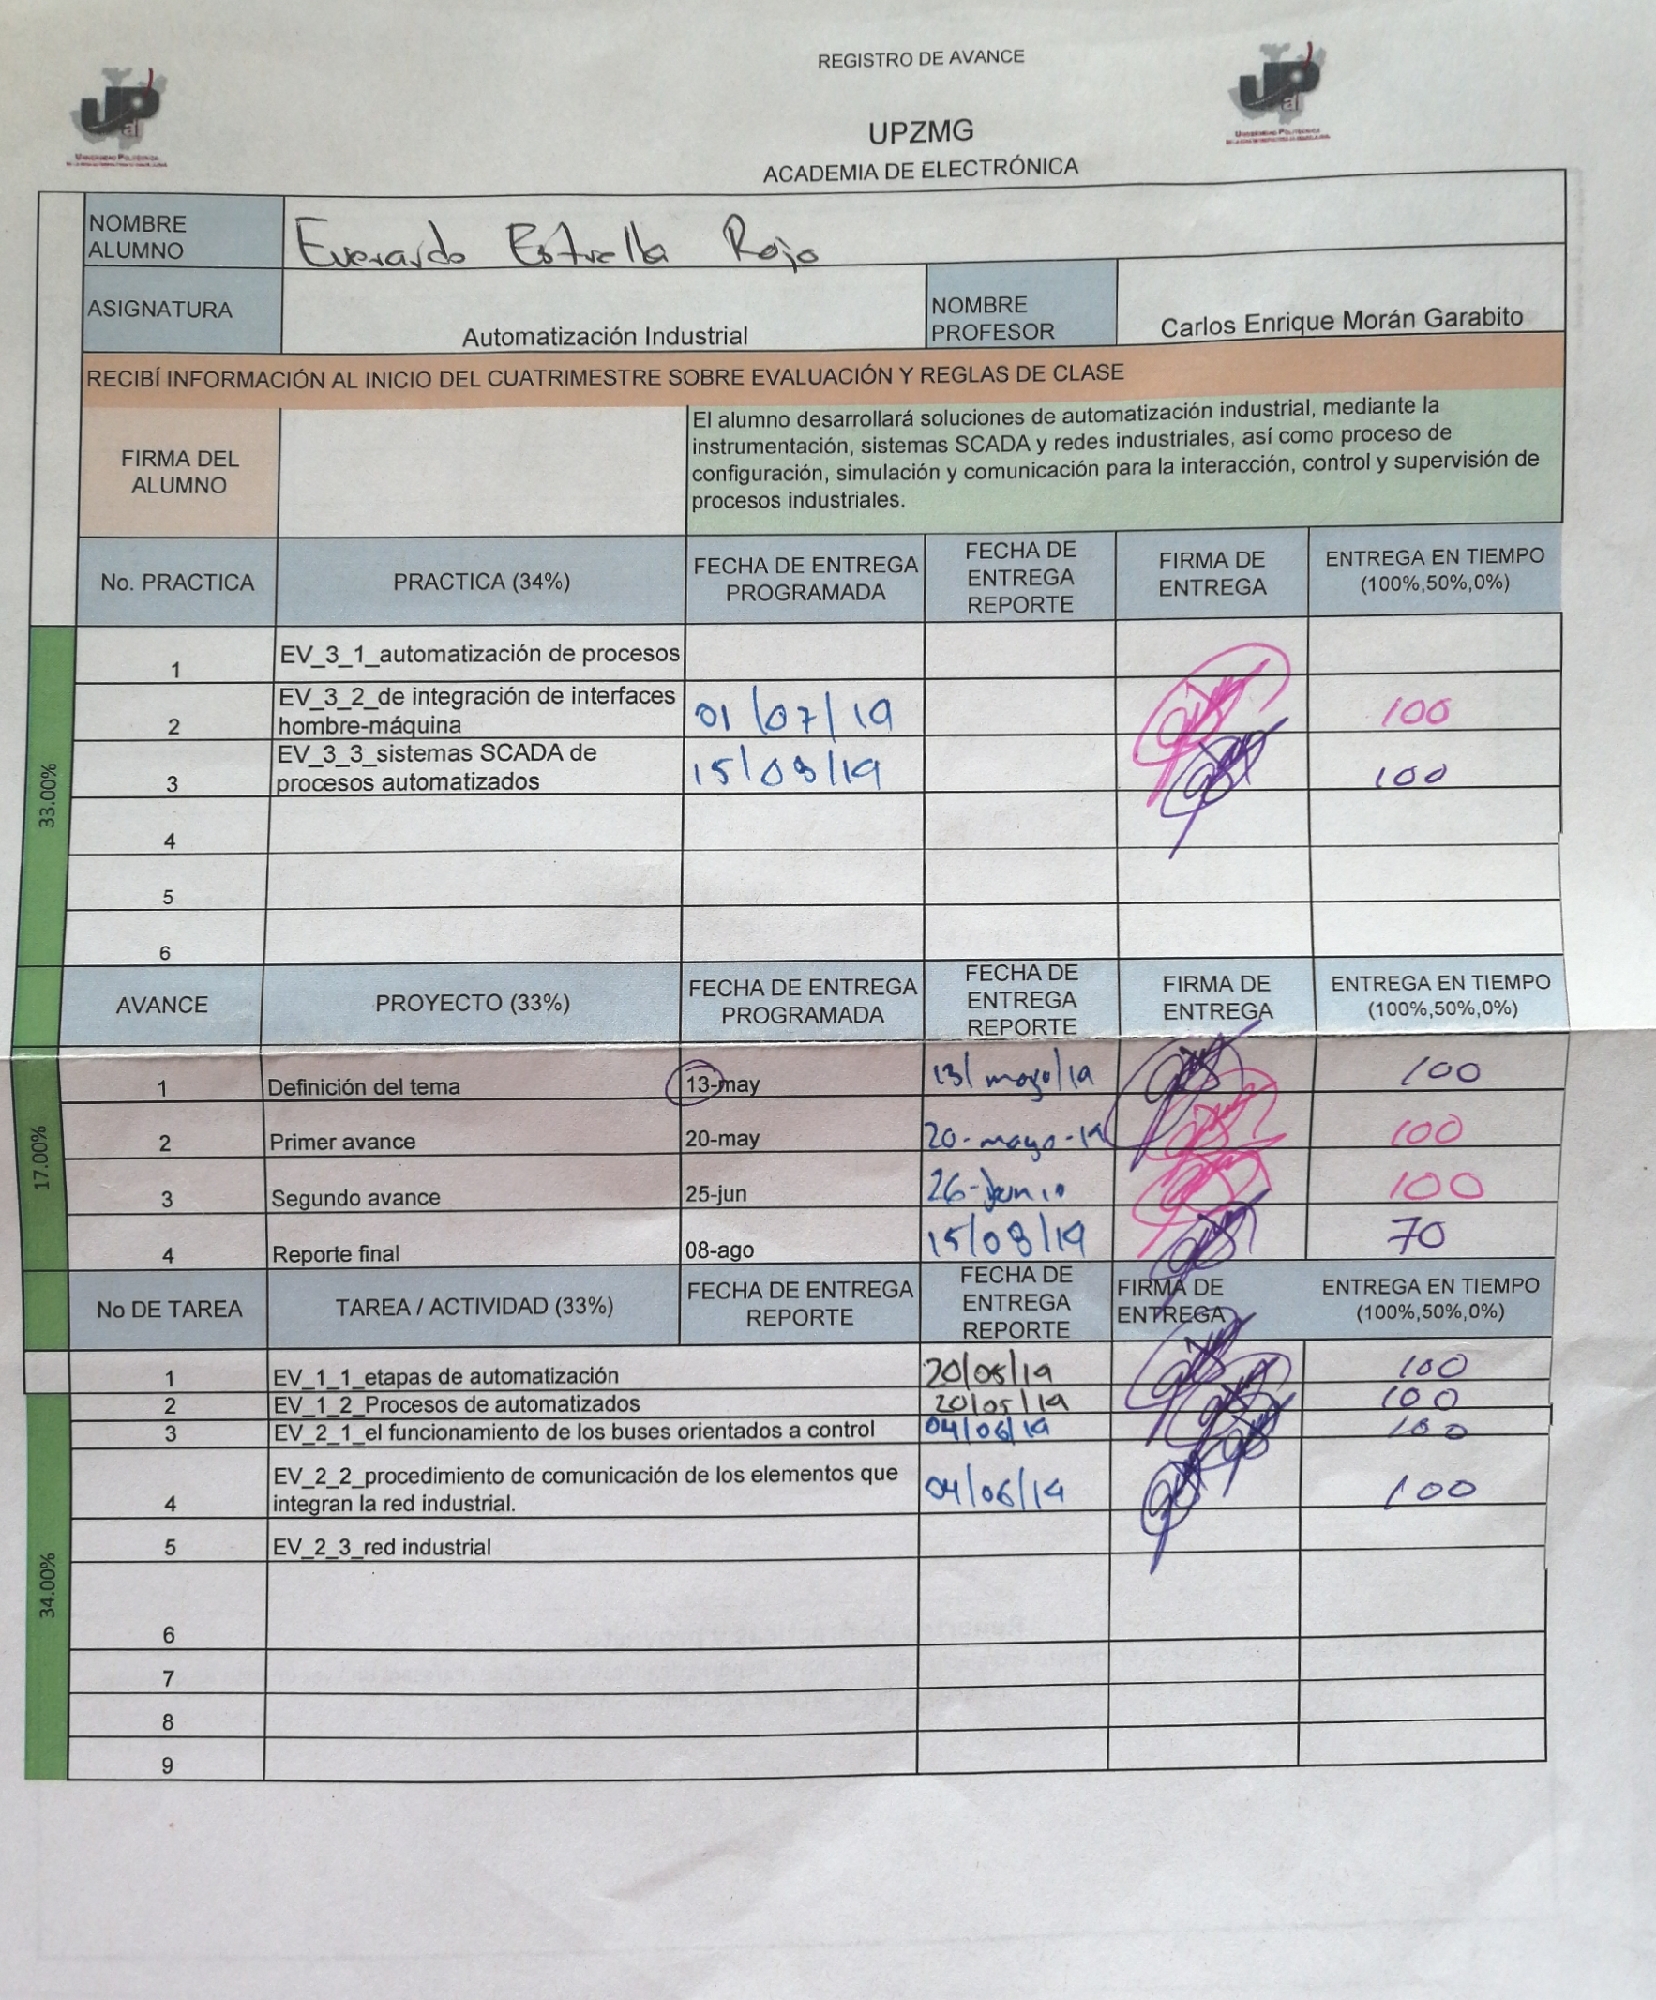 REGISTRO DE AVANCE
UPZMG
ACADEMIA DE ELECTRÓNICA
NOMBRE ALUMNO Everardo Estrella Rojo
ASIGNATURA Automatización Industrial NOMBRE PROFESOR Carlos Enrique Morán Garabito
RECIBÍ INFORMACIÓN AL INICIO DEL CUATRIMESTRE SOBRE EVALUACIÓN Y REGLAS DE CLASE
FIRMA DEL ALUMNO
El alumno desarrollará soluciones de automatización industrial, mediante la
instrumentación, sistemas SCADA y redes industriales, así como proceso de
configuración, simulación y comunicación para la interacción, control y supervisión de
procesos industriales.
No. PRACTICA PRACTICA (34%) FECHA DE ENTREGA PROGRAMADA FECHA DE ENTREGA REPORTE FIRMA DE ENTREGA ENTREGA EN TIEMPO (100%,50%,0%)
33.00%
1 EV_3_1_automatización de procesos
2 EV_3_2_de integración de interfaces hombre-máquina 01/07/19 100
3 EV_3_3_sistemas SCADA de procesos automatizados 15/08/19 100
4
5
6
AVANCE PROYECTO (33%) FECHA DE ENTREGA PROGRAMADA FECHA DE ENTREGA REPORTE FIRMA DE ENTREGA ENTREGA EN TIEMPO (100%,50%,0%)
17.00%
1 Definición del tema 13-may 13/mayo/19 100
2 Primer avance 20-may 20-mayo-19 100
3 Segundo avance 25-jun 26-Junio 100
4 Reporte final 08-ago 15/08/19 70
No DE TAREA TAREA / ACTIVIDAD (33%) FECHA DE ENTREGA REPORTE FECHA DE ENTREGA REPORTE FIRMA DE ENTREGA ENTREGA EN TIEMPO (100%,50%,0%)
34.00%
1 EV_1_1_etapas de automatización 20/05/19 100
2 EV_1_2_Procesos de automatizados 20/05/19 100
3 EV_2_1_el funcionamiento de los buses orientados a control 04/06/19 100
4 EV_2_2_procedimiento de comunicación de los elementos que integran la red industrial. 04/06/19 100
5 EV_2_3_red industrial
6
7
8
9